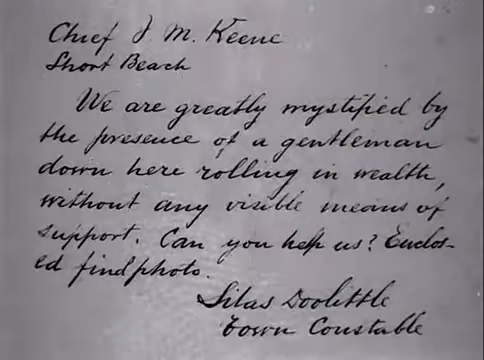 Chief J. M. Keene
Short Beach
We are greatly mystified by
the presence of a gentleman
down here rolling in wealth,
without any visible means of
support. Can you help us? Enclos-
ed find photo.
Silas Doolittle
Town Constable